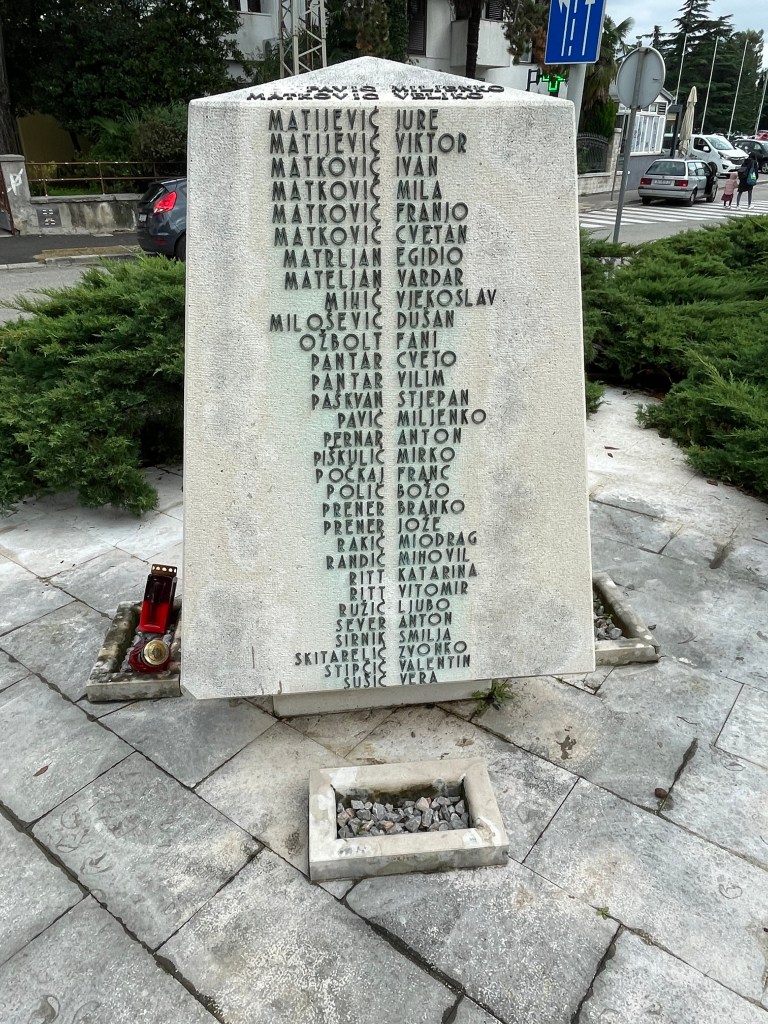 PAVIĆ MILJENKO
MATKOVIĆ VELJKO
MATIJEVIĆ JURE
MATIJEVIĆ VIKTOR
MATKOVIĆ IVAN
MATKOVIĆ MILA
MATKOVIĆ FRANJO
MATKOVIĆ CVETAN
MATRLJAN EGIDIO
MATELJAN VARDAR
MIHIĆ VJEKOSLAV
MILOŠEVIĆ DUŠAN
OŽBOLT FANI
PANTAR CVETO
PANTAR VILIM
PAŠKVAN STJEPAN
PAVIĆ MILJENKO
PERNAR ANTON
PIŠKULIĆ MIRKO
POČKAJ FRANC
POLIĆ BOŽO
PRENER BRANKO
PRENER JOŽE
RAKIĆ MIODRAG
RANDIĆ MIHOVIL
RITT KATARINA
RITT VITOMIR
RUŽIĆ LJUBO
SEVER ANTON
SIRNIK SMILJA
SKITARELIĆ ZVONKO
STIPČIĆ VALENTIN
SUŠIĆ VERA